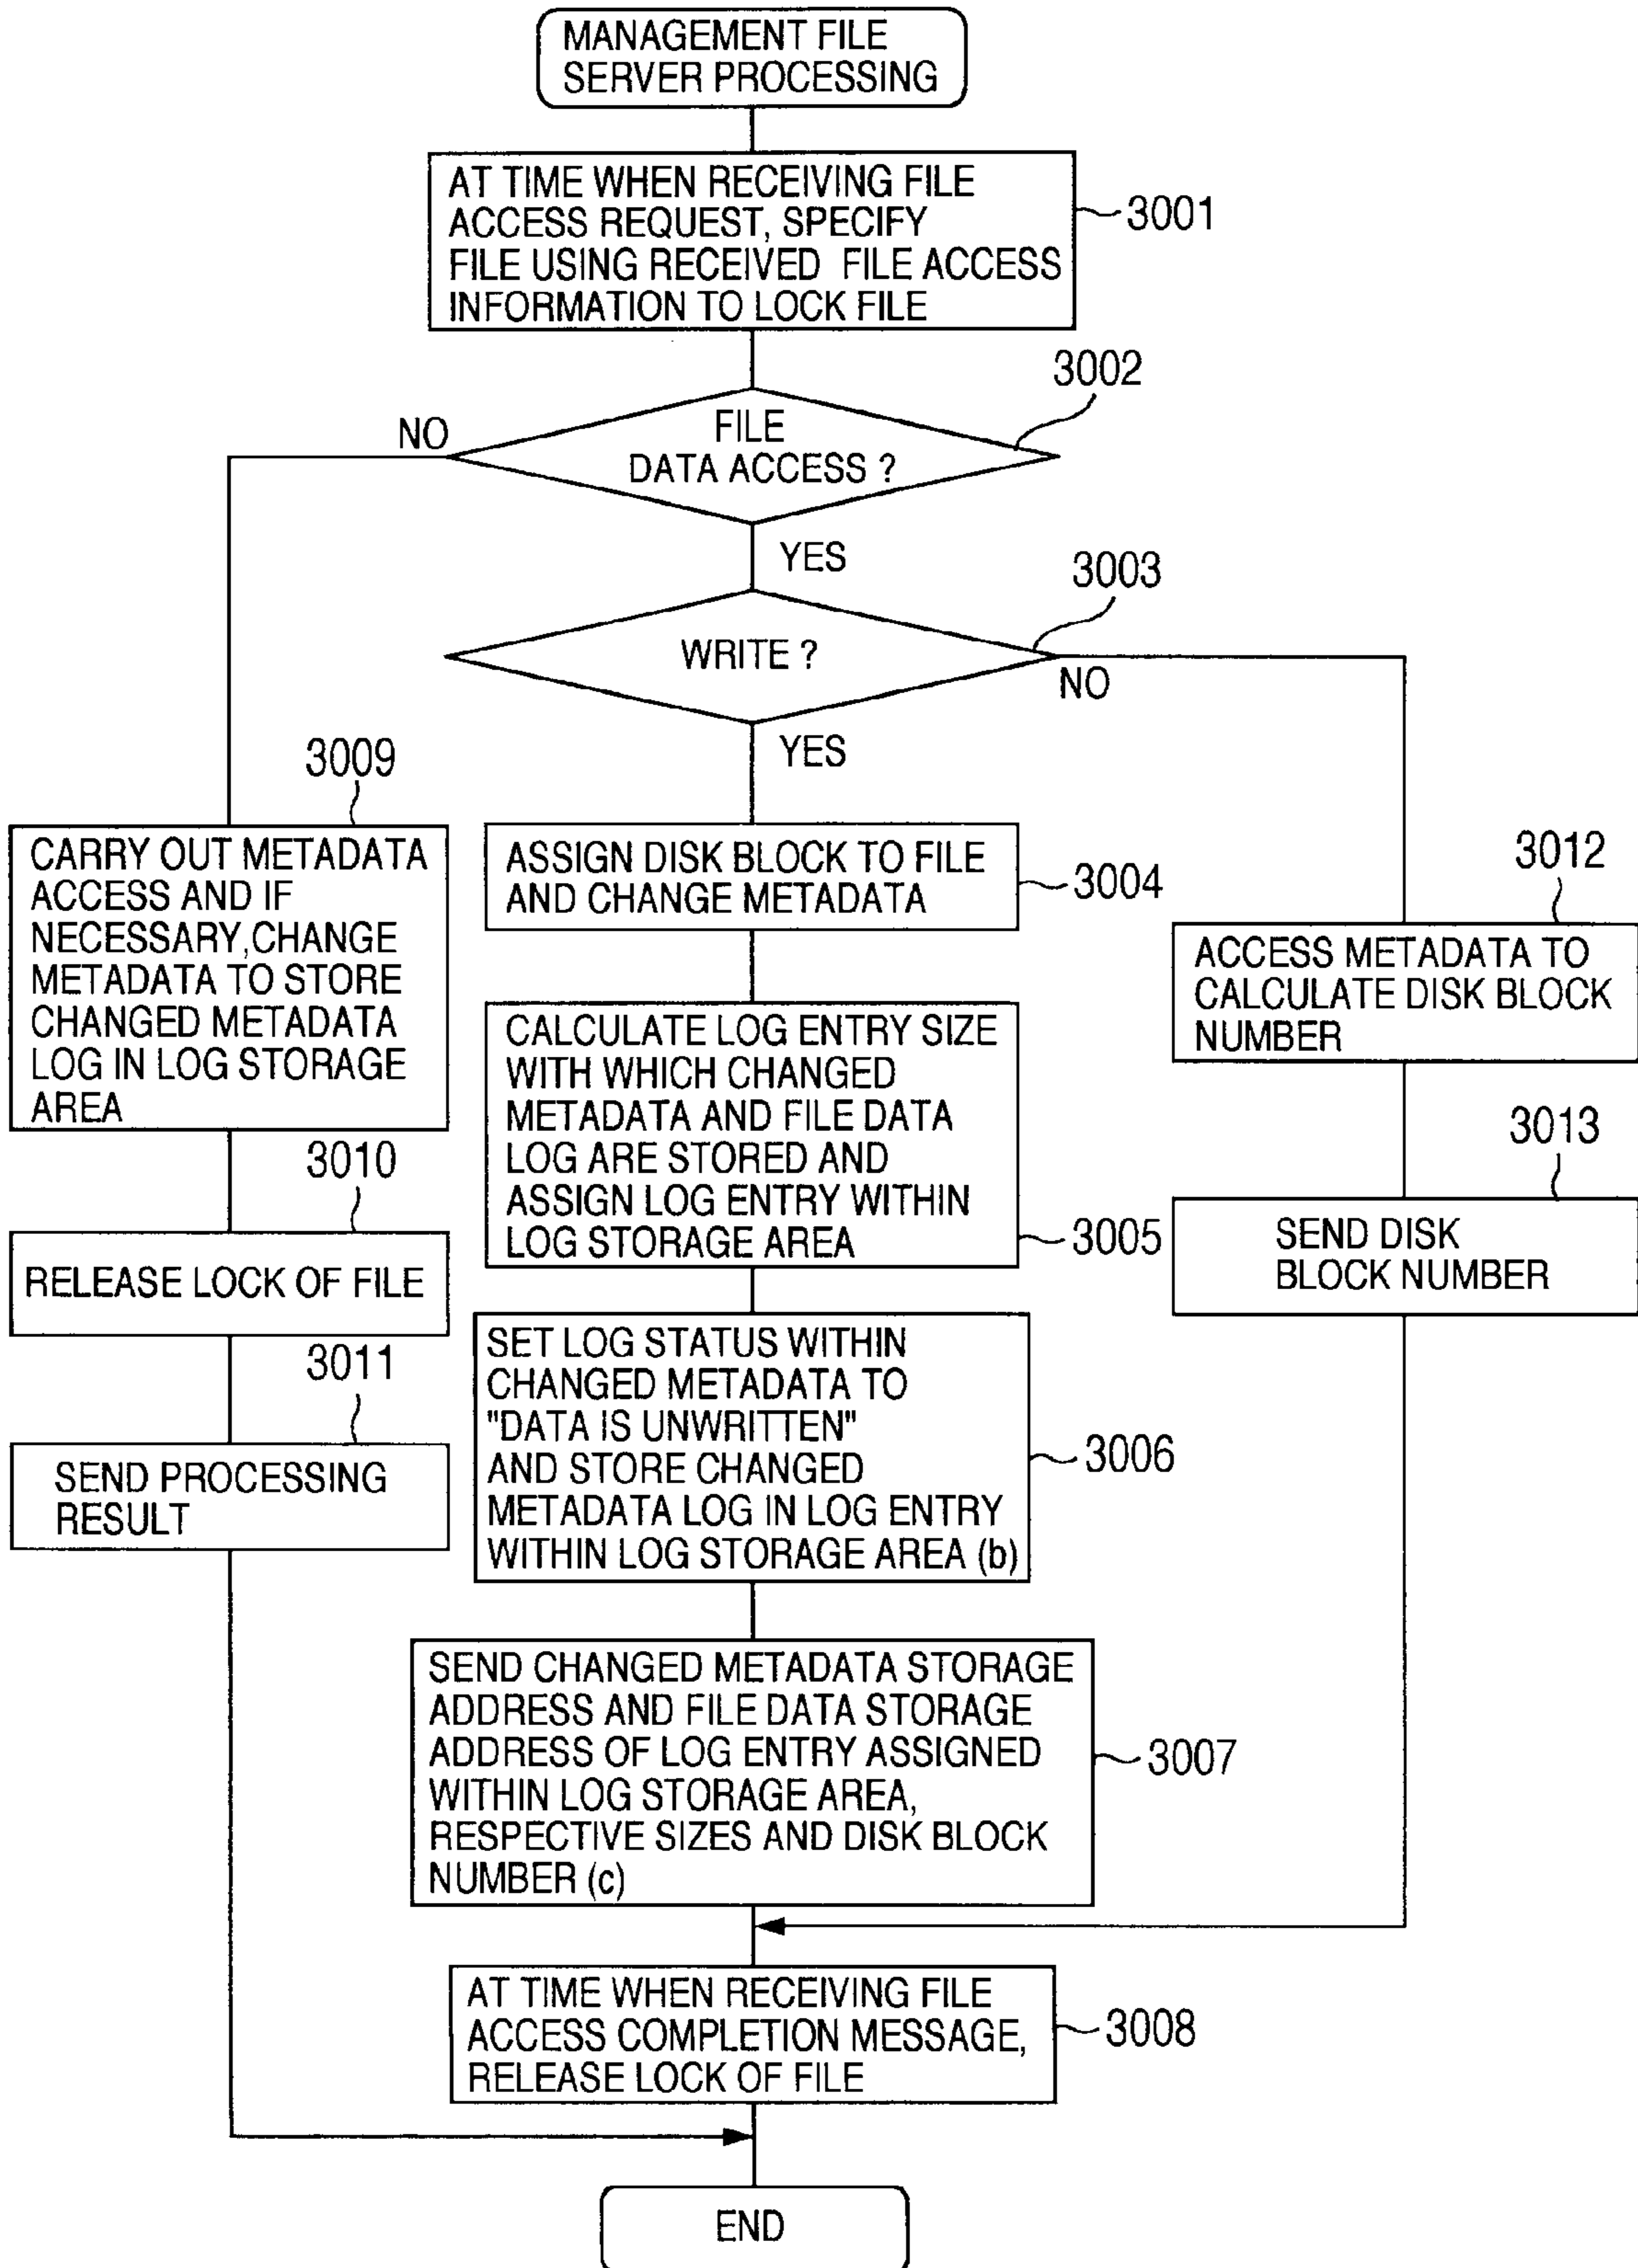 MANAGEMENT FILE
SERVER PROCESSING
AT TIME WHEN RECEIVING FILE
ACCESS REQUEST, SPECIFY
FILE USING RECEIVED FILE ACCESS
INFORMATION TO LOCK FILE
3001
3002
FILE
DATA ACCESS ?
NO
YES
3003
WRITE ?
NO
YES
3009
CARRY OUT METADATA
ACCESS AND IF
NECESSARY, CHANGE
METADATA TO STORE
CHANGED METADATA
LOG IN LOG STORAGE
AREA
3010
RELEASE LOCK OF FILE
3011
SEND PROCESSING
RESULT
ASSIGN DISK BLOCK TO FILE
AND CHANGE METADATA
3004
CALCULATE LOG ENTRY SIZE
WITH WHICH CHANGED
METADATA AND FILE DATA
LOG ARE STORED AND
ASSIGN LOG ENTRY WITHIN
LOG STORAGE AREA
3005
SET LOG STATUS WITHIN
CHANGED METADATA TO
"DATA IS UNWRITTEN"
AND STORE CHANGED
METADATA LOG IN LOG ENTRY
WITHIN LOG STORAGE AREA (b)
3006
SEND CHANGED METADATA STORAGE
ADDRESS AND FILE DATA STORAGE
ADDRESS OF LOG ENTRY ASSIGNED
WITHIN LOG STORAGE AREA,
RESPECTIVE SIZES AND DISK BLOCK
NUMBER (c)
3007
3012
ACCESS METADATA TO
CALCULATE DISK BLOCK
NUMBER
3013
SEND DISK
BLOCK NUMBER
AT TIME WHEN RECEIVING FILE
ACCESS COMPLETION MESSAGE,
RELEASE LOCK OF FILE
3008
END